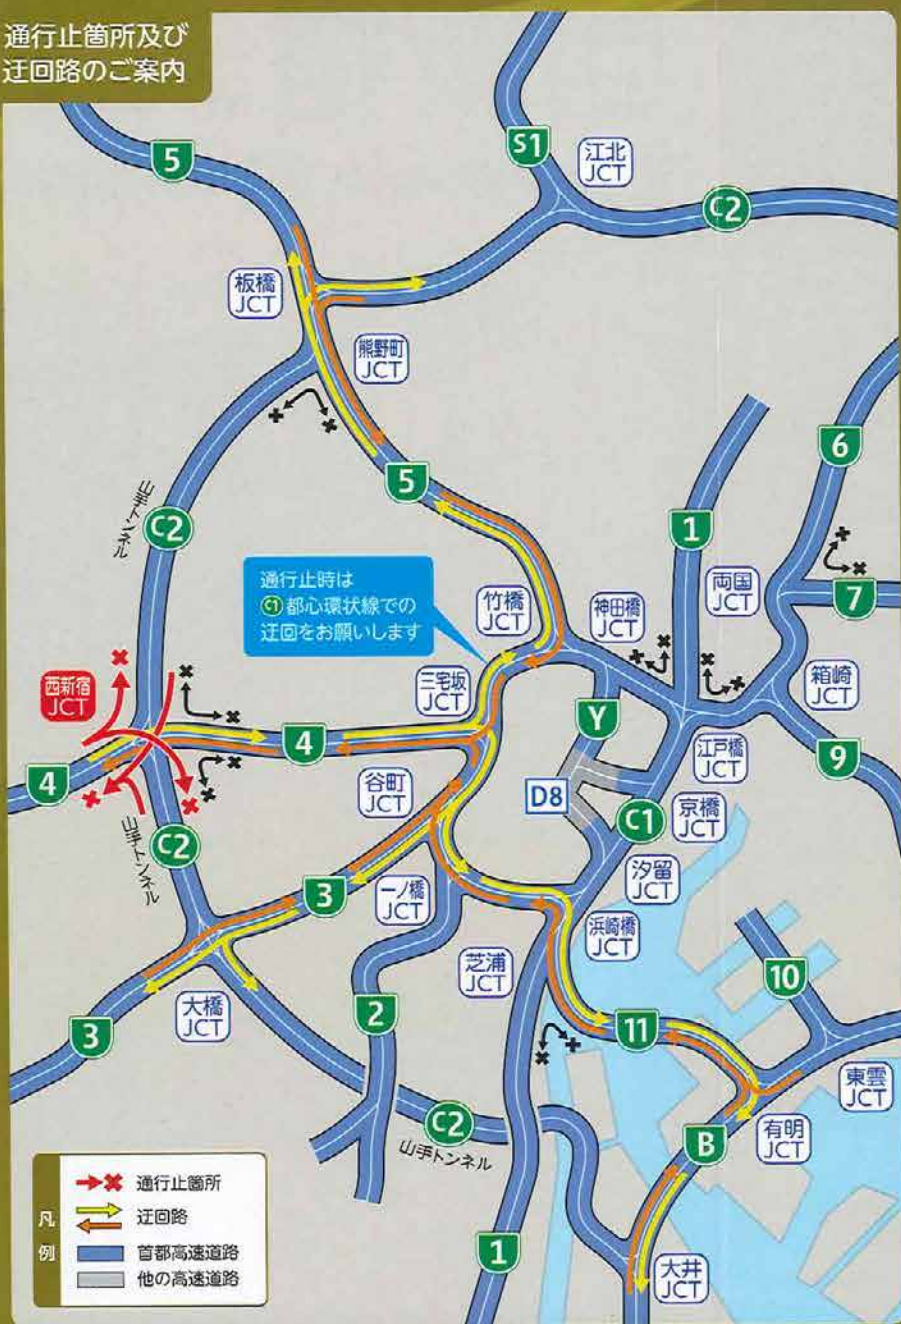 通行止箇所及び
迂回路のご案内
5
S1
江北
JCT
C2
板橋
JCT
熊野町
JCT
5
6
山手トンネル
C2
1
両国
JCT
7
通行止時は
C1都心環状線での
迂回をお願いします
竹橋
JCT
神田橋
JCT
西新宿
JCT
三宅坂
JCT
箱崎
JCT
Y
4
4
江戸橋
JCT
9
谷町
JCT
D8
C1
京橋
JCT
山手トンネル
C2
汐留
JCT
3
一ノ橋
JCT
浜崎橋
JCT
芝浦
JCT
10
大橋
JCT
2
11
3
東雲
JCT
C2
山手トンネル
B
有明
JCT
1
大井
JCT
凡例
通行止箇所
迂回路
首都高速道路
他の高速道路